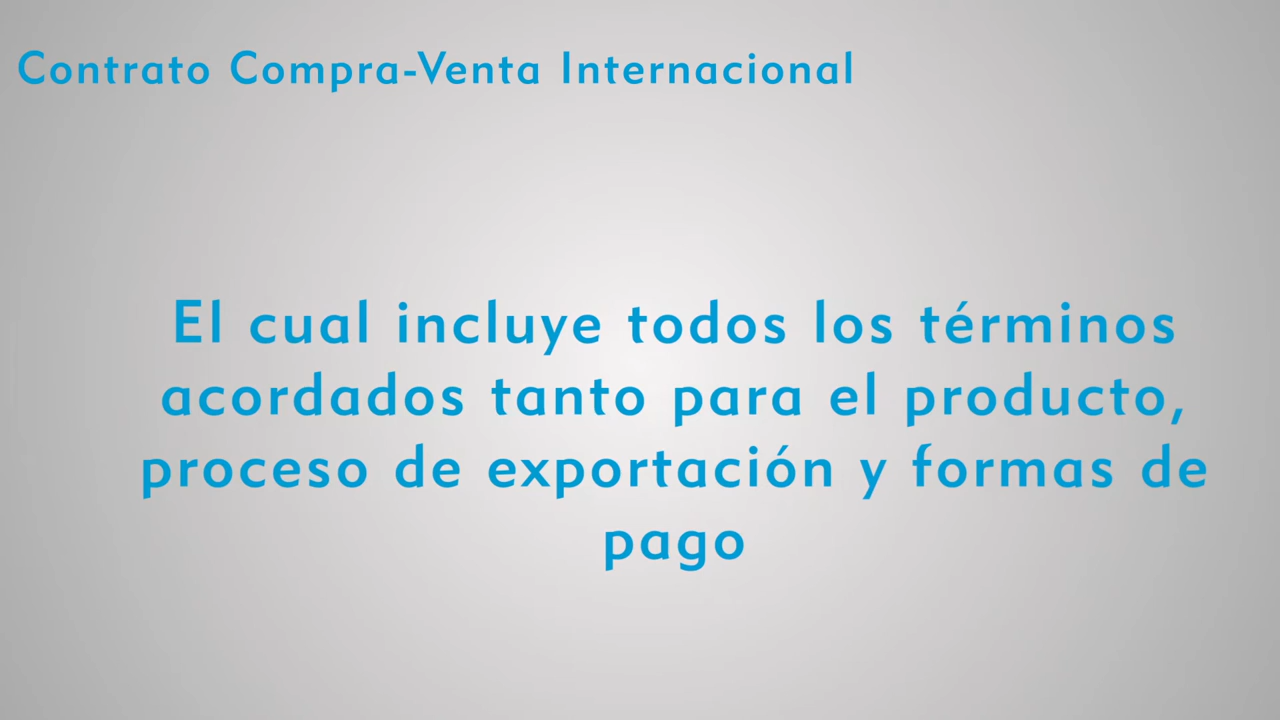 Contrato Compra-Venta Internacional
El cual incluye todos los términos
acordados tanto para el producto,
proceso de exportación y formas de
pago